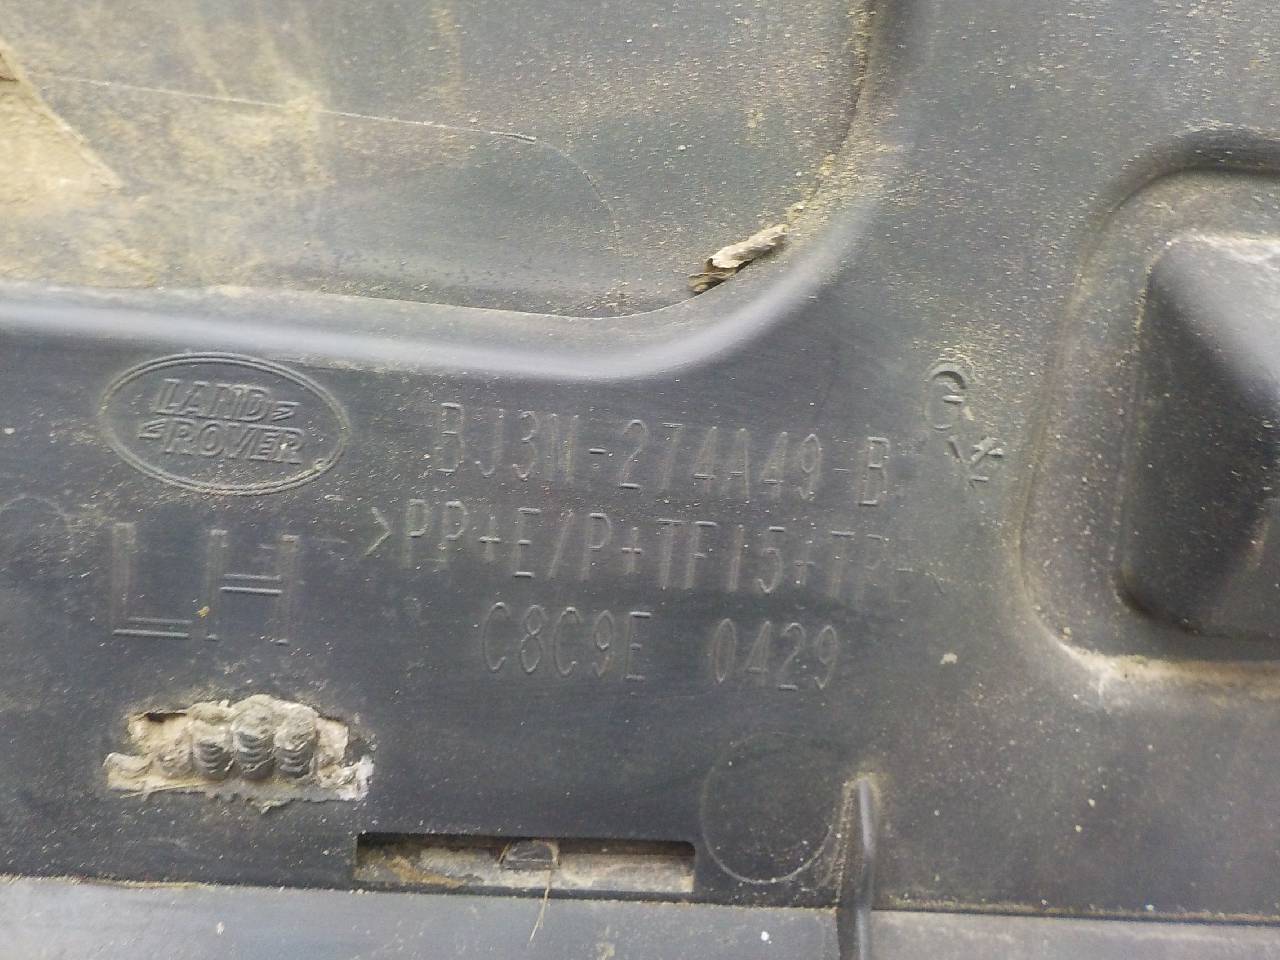 LAND
ROVER
BJ3M-274A49-B
LH
>PP+E/P+TF15+TP
C8C9E 0429